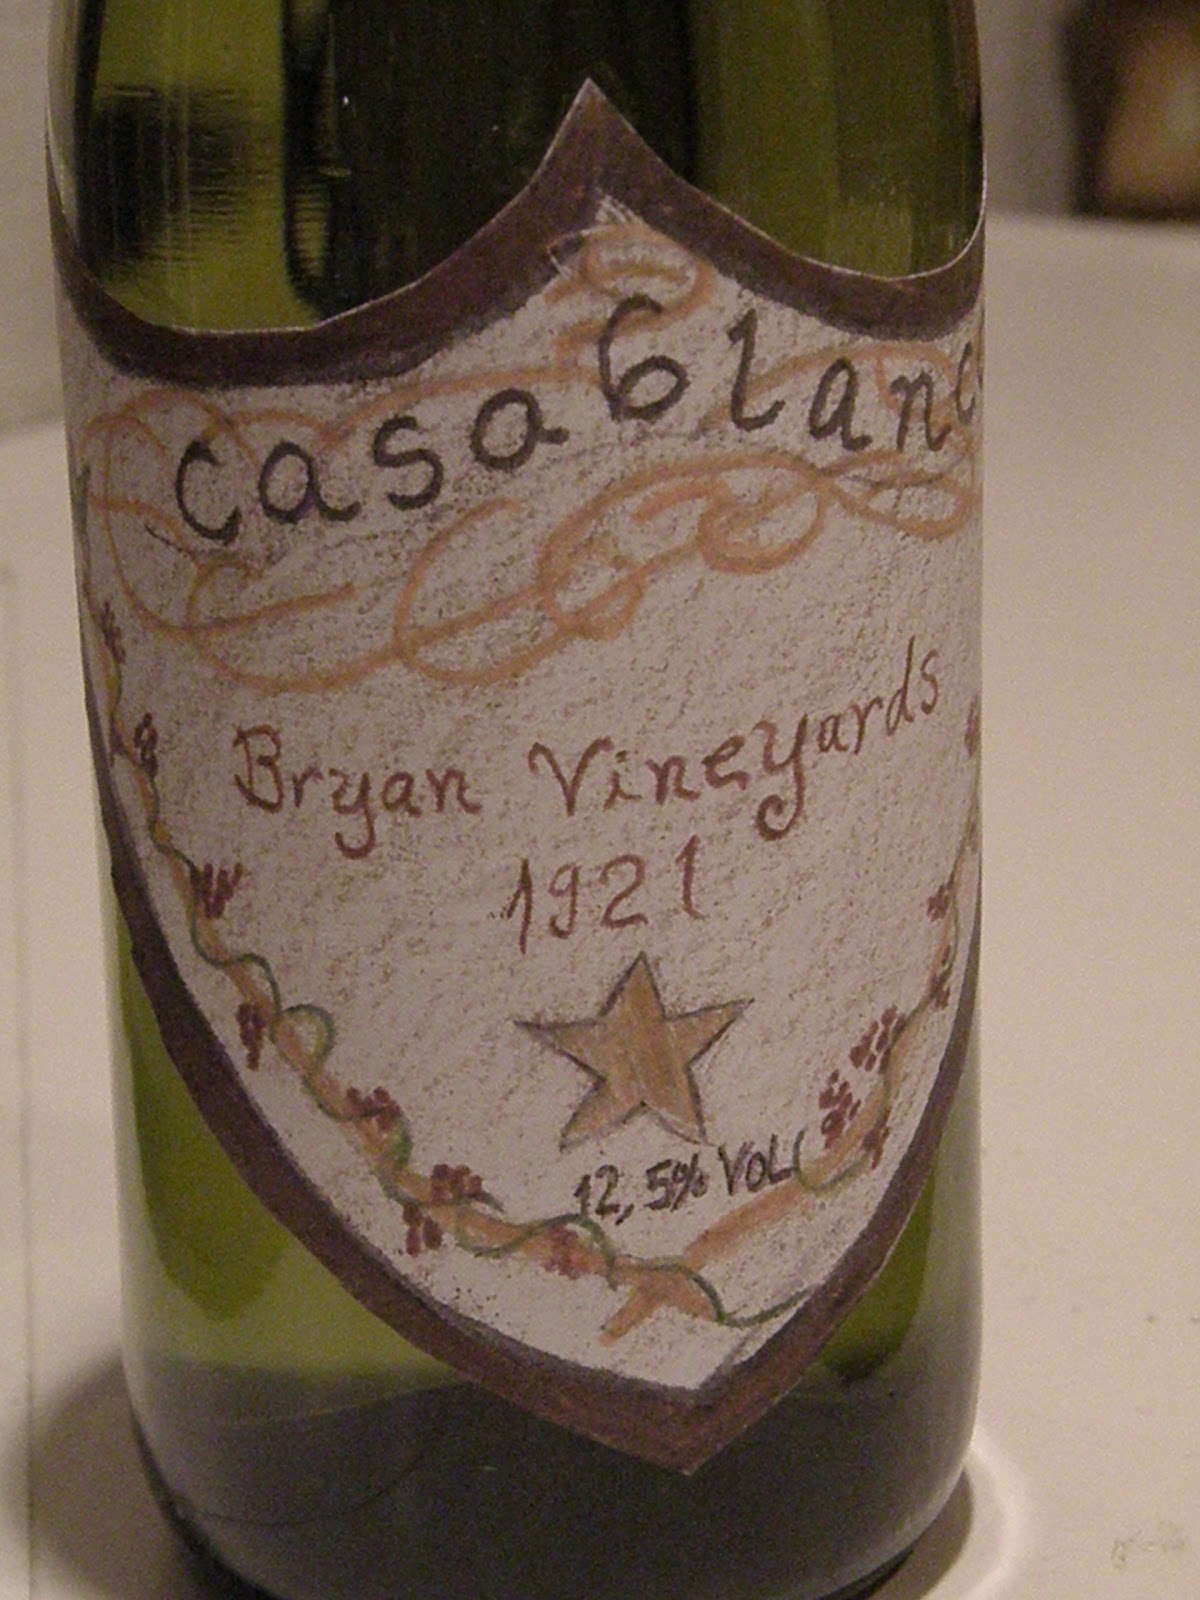 casablanc
Bryan Vineyards
1921
12,5% VOL